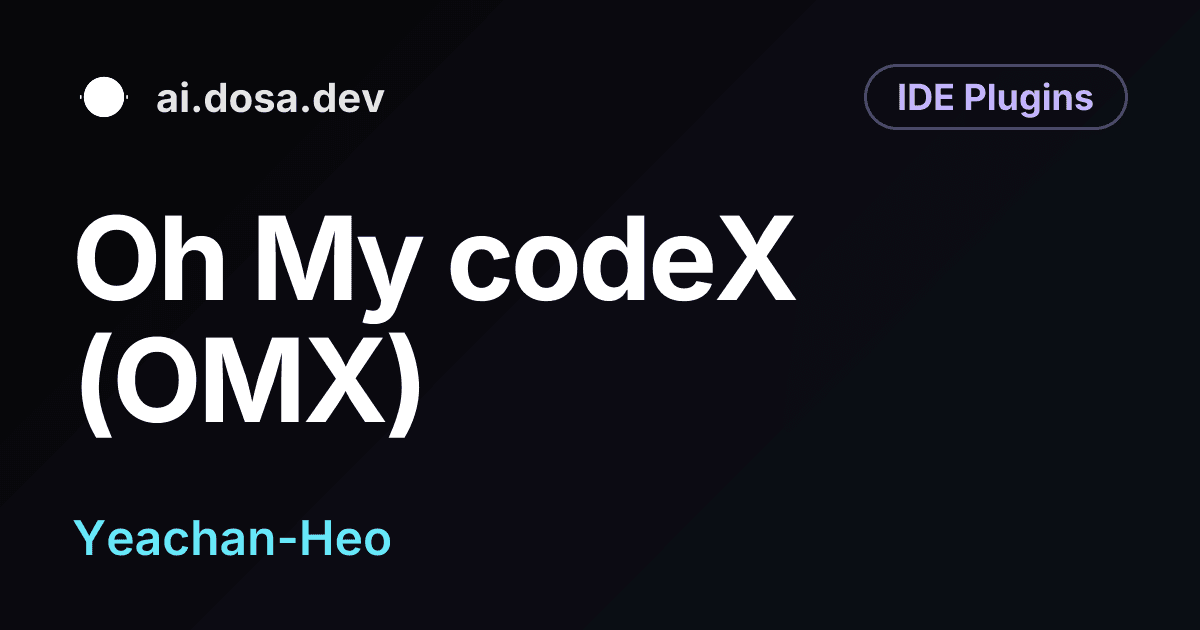 ai.dosa.dev
IDE Plugins
Oh My codeX
(OMX)
Yeachan-Heo